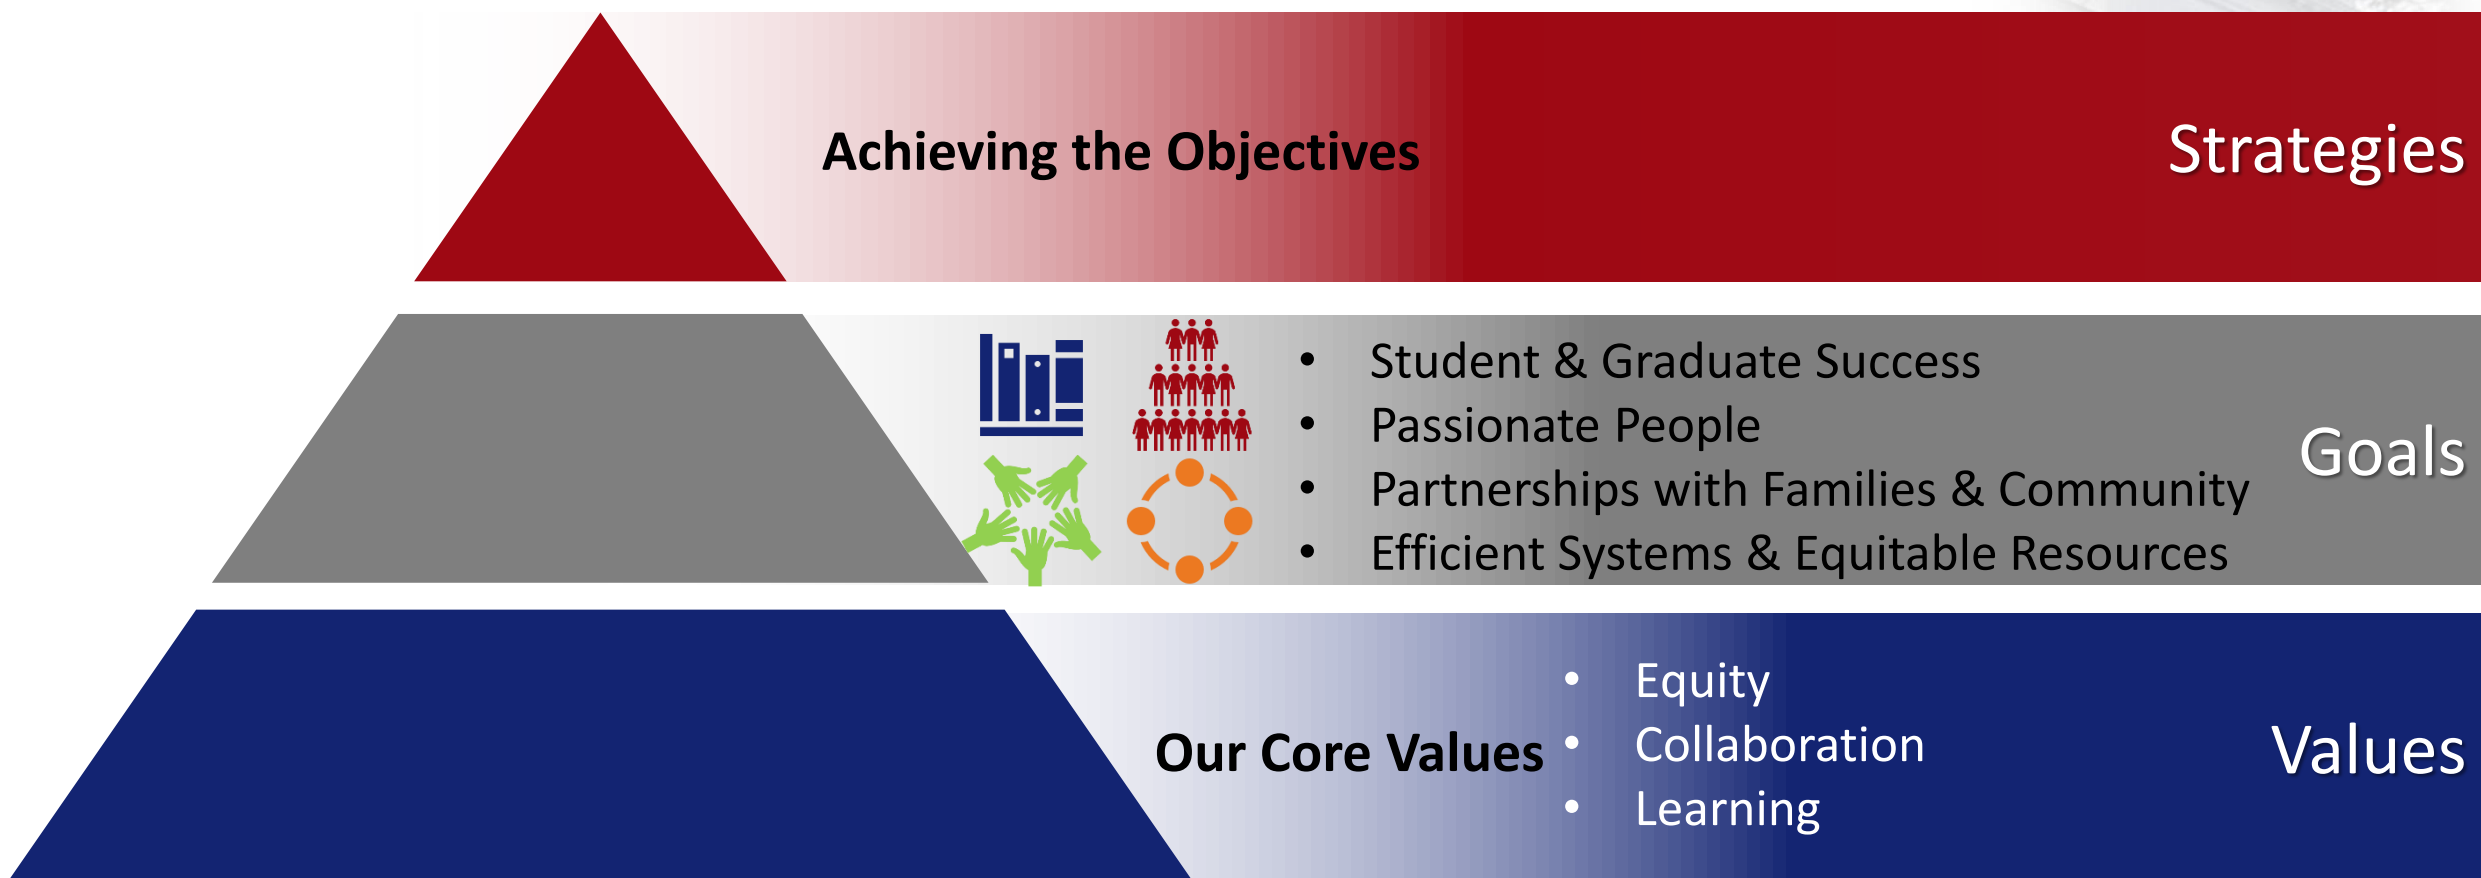 Achieving the Objectives
Strategies
• Student & Graduate Success
• Passionate People
• Partnerships with Families & Community
• Efficient Systems & Equitable Resources
Goals
Our Core Values
• Equity
• Collaboration
• Learning
Values